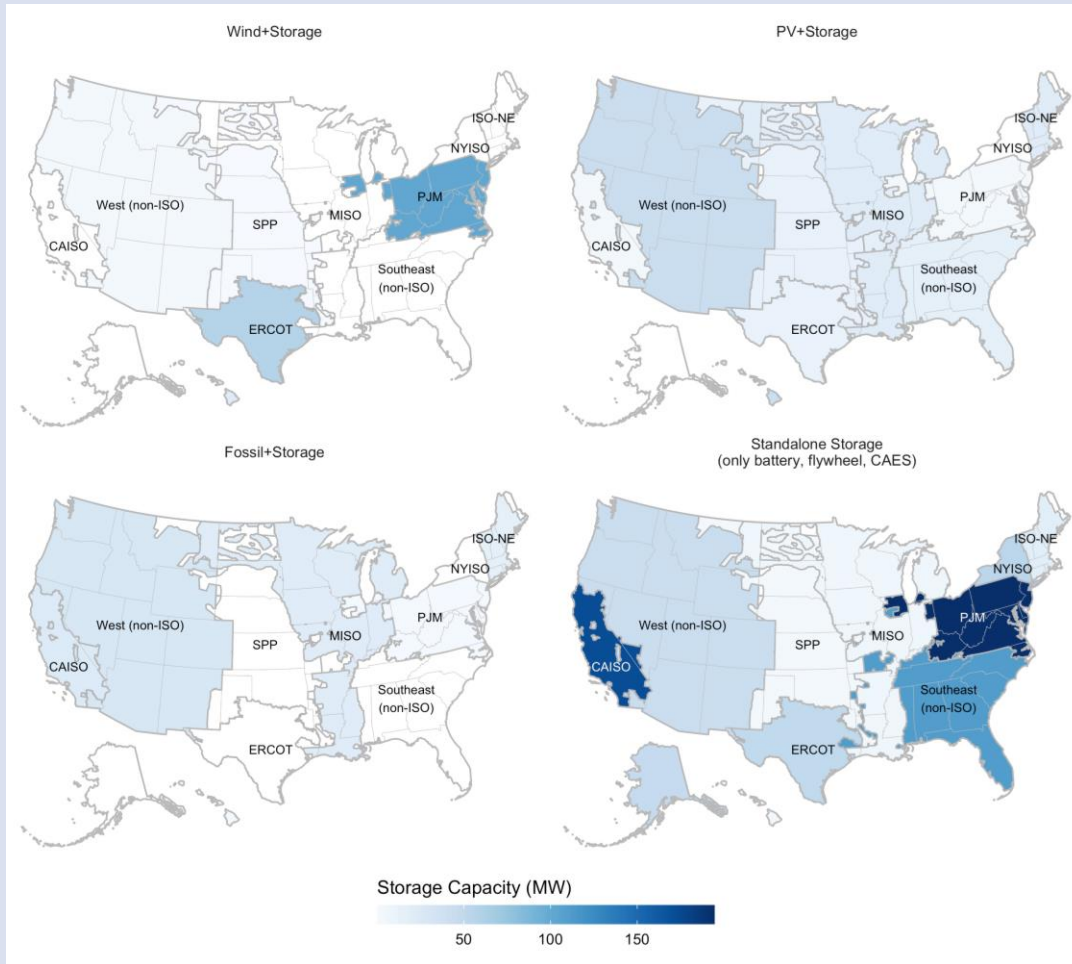 Wind+Storage
ISO-NE
NYISO
PJM
West (non-ISO)
SPP
MISO
CAISO
Southeast
(non-ISO)
ERCOT
PV+Storage
ISO-NE
NYISO
PJM
West (non-ISO)
SPP
MISO
CAISO
Southeast
(non-ISO)
ERCOT
Fossil+Storage
ISO-NE
NYISO
PJM
West (non-ISO)
SPP
MISO
CAISO
Southeast
(non-ISO)
ERCOT
Standalone Storage
(only battery, flywheel, CAES)
ISO-NE
NYISO
PJM
West (non-ISO)
SPP
MISO
CAISO
Southeast
(non-ISO)
ERCOT
Storage Capacity (MW)
50 100 150